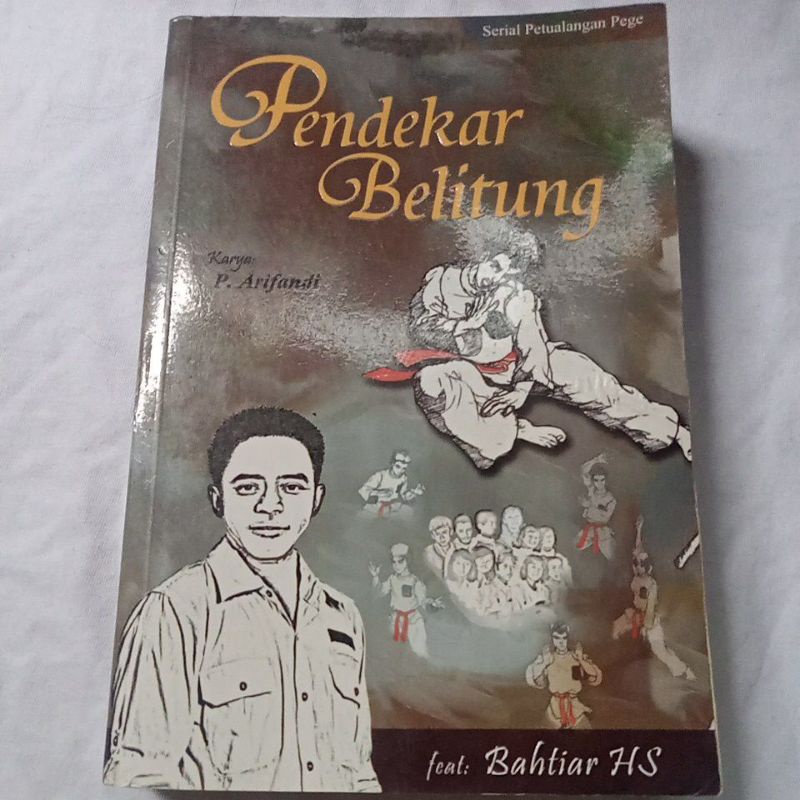 Serial Petualangan Pege
Pendekar
Belitung
Karya:
P. Arifandi
feat: Bahtiar HS